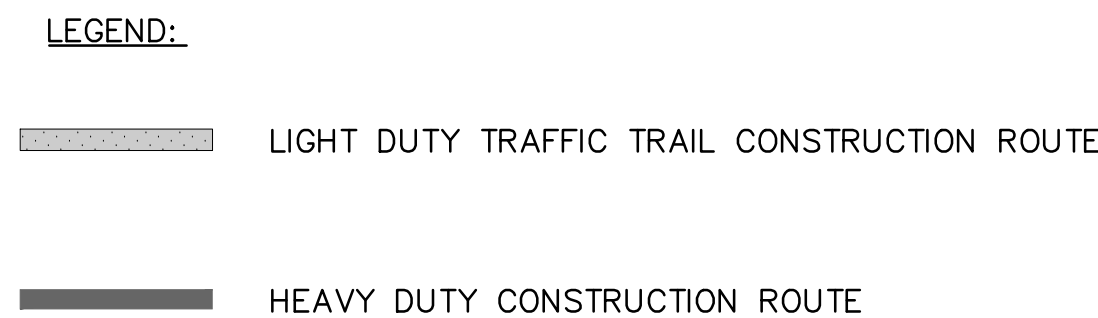 LEGEND:
LIGHT DUTY TRAFFIC TRAIL CONSTRUCTION ROUTE
HEAVY DUTY CONSTRUCTION ROUTE